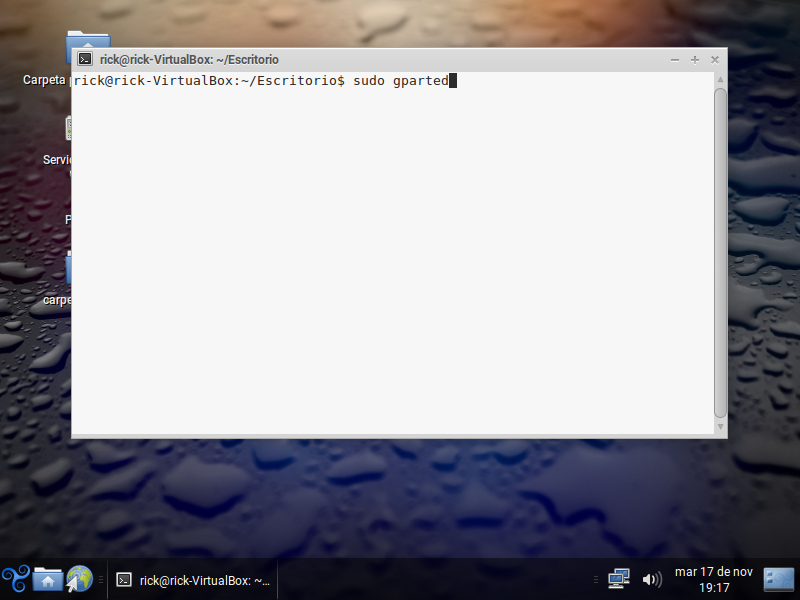 rick@rick-VirtualBox: ~/Escritorio
rick@rick-VirtualBox:~/Escritorio$ sudo gparted
Carpeta
Servic
P
carpe
rick@rick-VirtualBox: ~...
mar 17 de nov
19:17